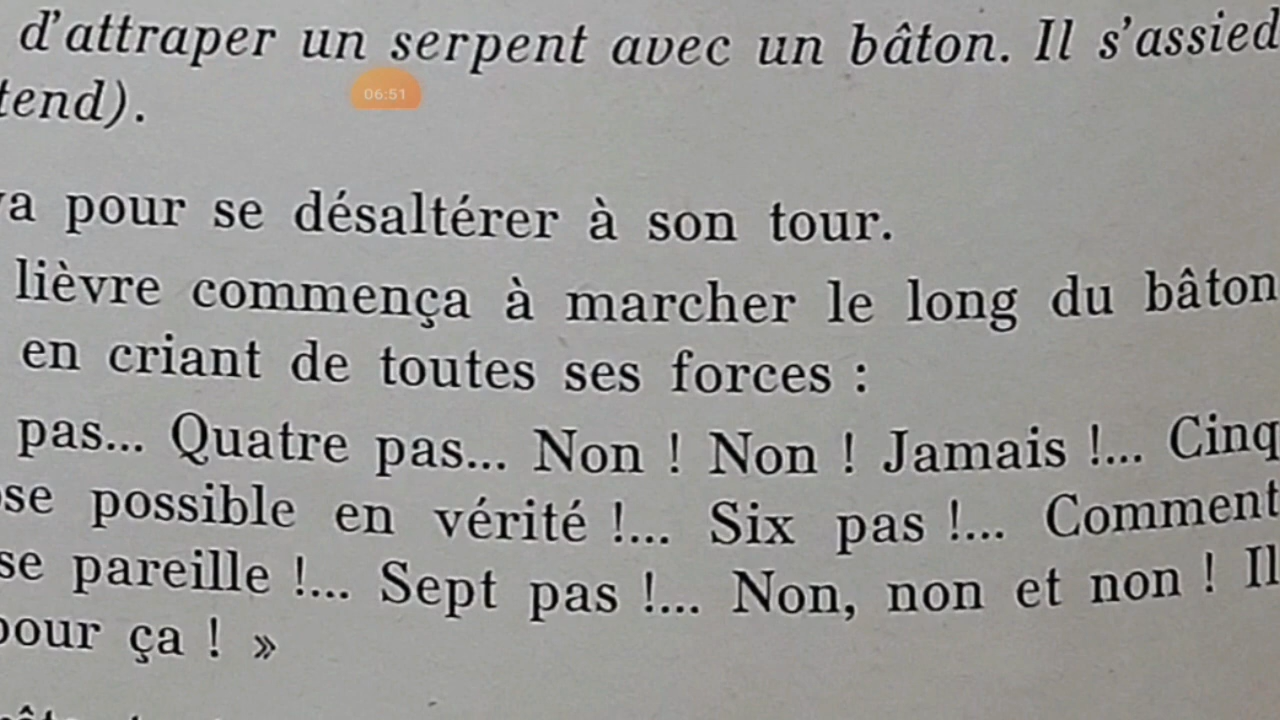 d'attraper un serpent avec un bâton. Il s'assied
tend).
06:51
va pour se désaltérer à son tour.
lièvre commença à marcher le long du bâton
en criant de toutes ses forces :
pas... Quatre pas... Non ! Non ! Jamais !... Cinq
se possible en vérité !... Six pas !... Comment
se pareille !... Sept pas !... Non, non et non ! Il
pour ça ! »